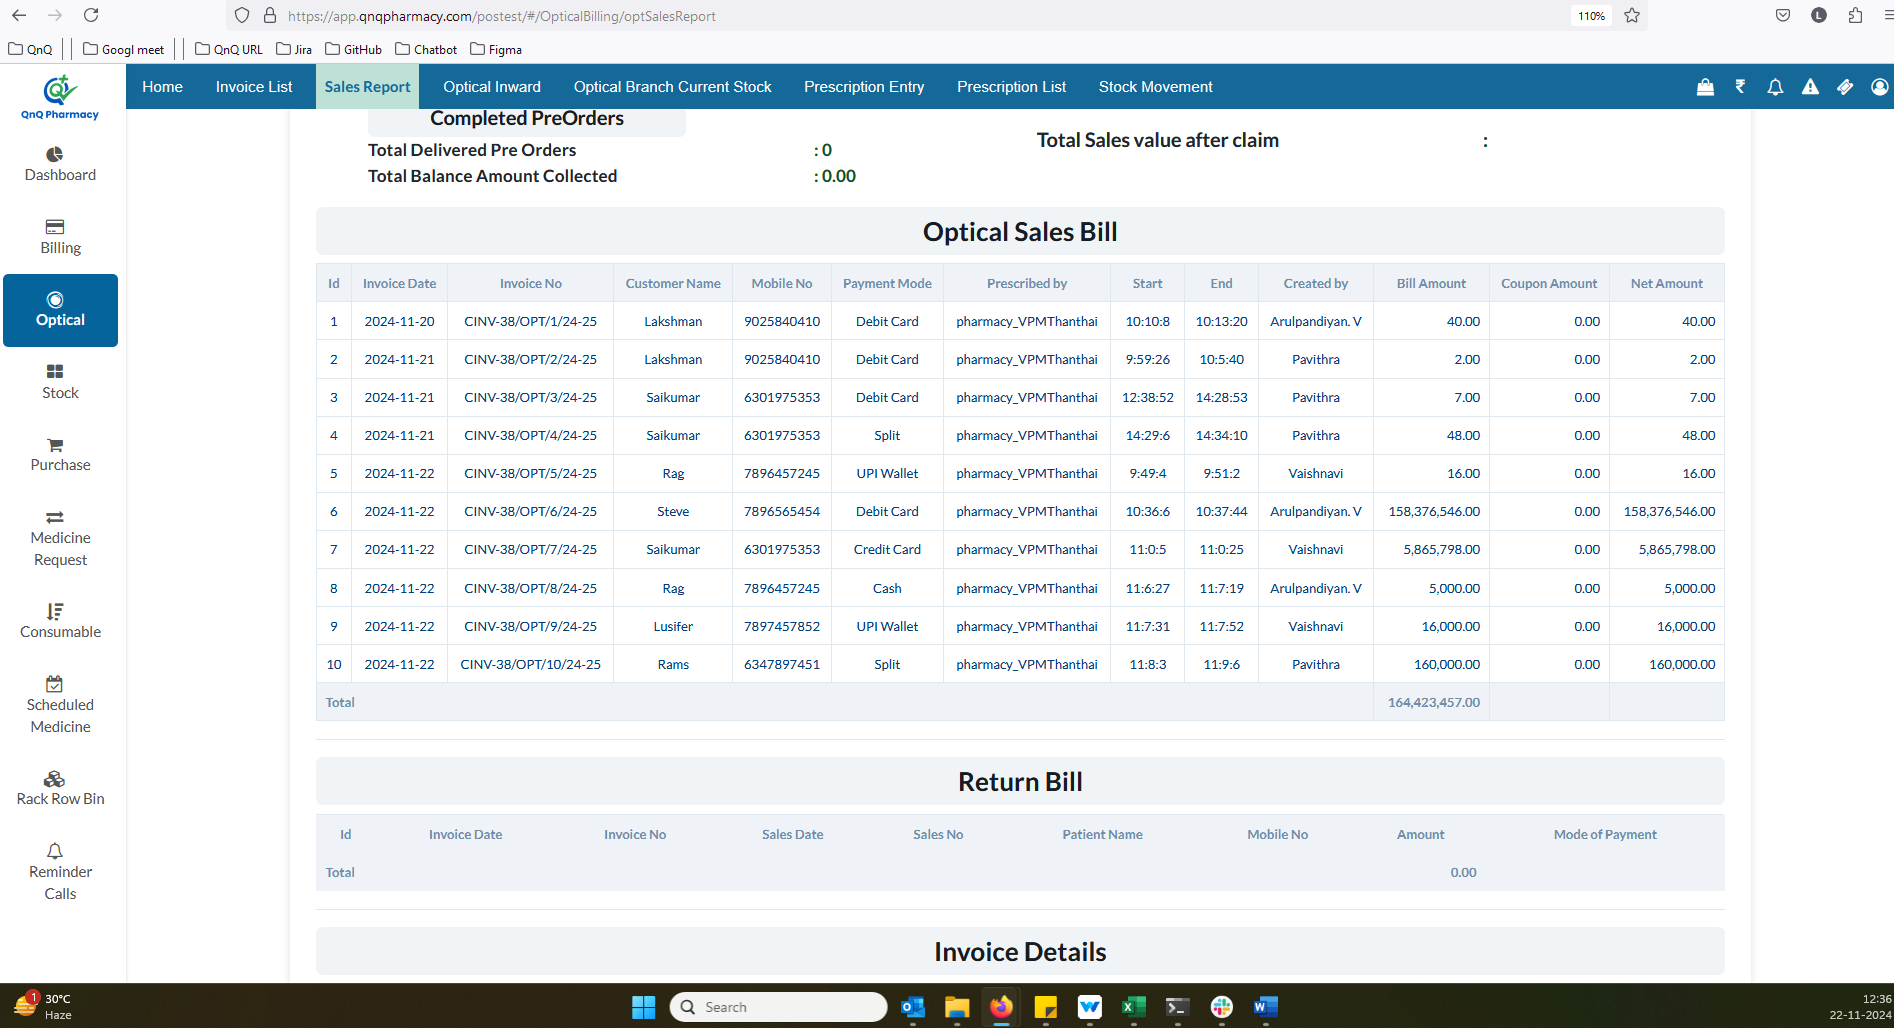 https://app.qnqpharmacy.com/postest/#/OpticalBilling/optSalesReport 110% L
QnQ Googl meet QnQ URL Jira GitHub Chatbot Figma
QnQ Pharmacy
Home Invoice List Sales Report Optical Inward Optical Branch Current Stock Prescription Entry Prescription List Stock Movement
Dashboard
Billing
Optical
Stock
Purchase
Medicine
Request
Consumable
Scheduled
Medicine
Rack Row Bin
Reminder
Calls
Completed PreOrders
Total Delivered Pre Orders : 0
Total Balance Amount Collected : 0.00
Total Sales value after claim :
Optical Sales Bill
Id Invoice Date Invoice No Customer Name Mobile No Payment Mode Prescribed by Start End Created by Bill Amount Coupon Amount Net Amount
1 2024-11-20 CINV-38/OPT/1/24-25 Lakshman 9025840410 Debit Card pharmacy_VPMThanthai 10:10:8 10:13:20 Arulpandiyan. V 40.00 0.00 40.00
2 2024-11-21 CINV-38/OPT/2/24-25 Lakshman 9025840410 Debit Card pharmacy_VPMThanthai 9:59:26 10:5:40 Pavithra 2.00 0.00 2.00
3 2024-11-21 CINV-38/OPT/3/24-25 Saikumar 6301975353 Debit Card pharmacy_VPMThanthai 12:38:52 14:28:53 Pavithra 7.00 0.00 7.00
4 2024-11-21 CINV-38/OPT/4/24-25 Saikumar 6301975353 Split pharmacy_VPMThanthai 14:29:6 14:34:10 Pavithra 48.00 0.00 48.00
5 2024-11-22 CINV-38/OPT/5/24-25 Rag 7896457245 UPI Wallet pharmacy_VPMThanthai 9:49:4 9:51:2 Vaishnavi 16.00 0.00 16.00
6 2024-11-22 CINV-38/OPT/6/24-25 Steve 7896565454 Debit Card pharmacy_VPMThanthai 10:36:6 10:37:44 Arulpandiyan. V 158,376,546.00 0.00 158,376,546.00
7 2024-11-22 CINV-38/OPT/7/24-25 Saikumar 6301975353 Credit Card pharmacy_VPMThanthai 11:0:5 11:0:25 Vaishnavi 5,865,798.00 0.00 5,865,798.00
8 2024-11-22 CINV-38/OPT/8/24-25 Rag 7896457245 Cash pharmacy_VPMThanthai 11:6:27 11:7:19 Arulpandiyan. V 5,000.00 0.00 5,000.00
9 2024-11-22 CINV-38/OPT/9/24-25 Lusifer 7897457852 UPI Wallet pharmacy_VPMThanthai 11:7:31 11:7:52 Vaishnavi 16,000.00 0.00 16,000.00
10 2024-11-22 CINV-38/OPT/10/24-25 Rams 6347897451 Split pharmacy_VPMThanthai 11:8:3 11:9:6 Pavithra 160,000.00 0.00 160,000.00
Total 164,423,457.00
Return Bill
Id Invoice Date Invoice No Sales Date Sales No Patient Name Mobile No Amount Mode of Payment
Total 0.00
Invoice Details
1 30°C
Haze
Search
12:36
22-11-2024